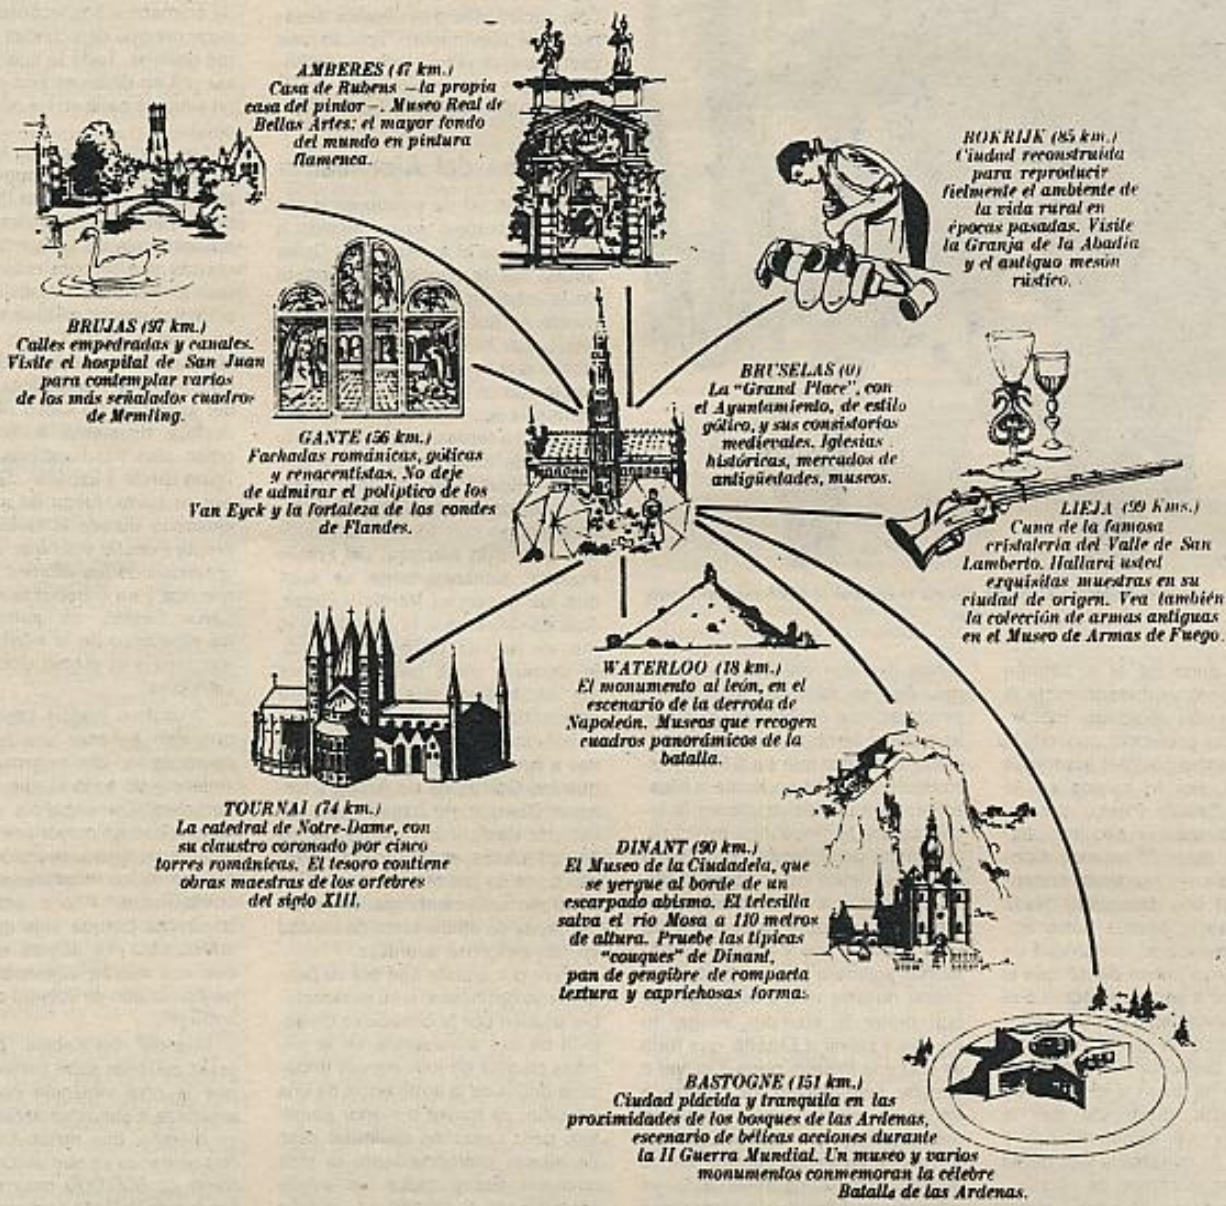 AMBERES (47 km.)
Casa de Rubens —la propia
casa del pintor—. Museo Real de
Bellas Artes: el mayor fondo
del mundo en pintura
flamenca.
BOKRIJK (85 km.)
Ciudad reconstruida
para reproducir
fielmente el ambiente de
la vida rural en
épocas pasadas. Visite
la Granja de la Abadía
y el antiguo mesón
rústico.
BRUJAS (97 km.)
Calles empedradas y canales.
Visite el hospital de San Juan
para contemplar varios
de los más señalados cuadros
de Memling.
GANTE (56 km.)
Fachadas románicas, góticas
y renacentistas. No deje
de admirar el políptico de los
Van Eyck y la fortaleza de los condes
de Flandes.
BRUSELAS (0)
La "Grand Place", con
el Ayuntamiento, de estilo
gótico, y sus consistorios
medievales. Iglesias
históricas, mercados de
antigüedades, museos.
LIEJA (99 Kms.)
Cuna de la famosa
cristalería del Valle de San
Lamberto. Hallará usted
exquisitas muestras en su
ciudad de origen. Vea también
la colección de armas antiguas
en el Museo de Armas de Fuego.
WATERLOO (18 km.)
El monumento al león, en el
escenario de la derrota de
Napoleón. Museos que recogen
cuadros panorámicos de la
batalla.
TOURNAI (74 km.)
La catedral de Notre-Dame, con
su claustro coronado por cinco
torres románicas. El tesoro contiene
obras maestras de los orfebres
del siglo XIII.
DINANT (90 km.)
El Museo de la Ciudadela, que
se yergue al borde de un
escarpado abismo. El telesilla
salva el río Mosa a 110 metros
de altura. Pruebe las típicas
"couques" de Dinant,
pan de gengibre de compacta
textura y caprichosas formas
BASTOGNE (151 km.)
Ciudad plácida y tranquila en las
proximidades de los bosques de las Ardenas,
escenario de bélicas acciones durante
la II Guerra Mundial. Un museo y varios
monumentos conmemoran la célebre
Batalla de las Ardenas.